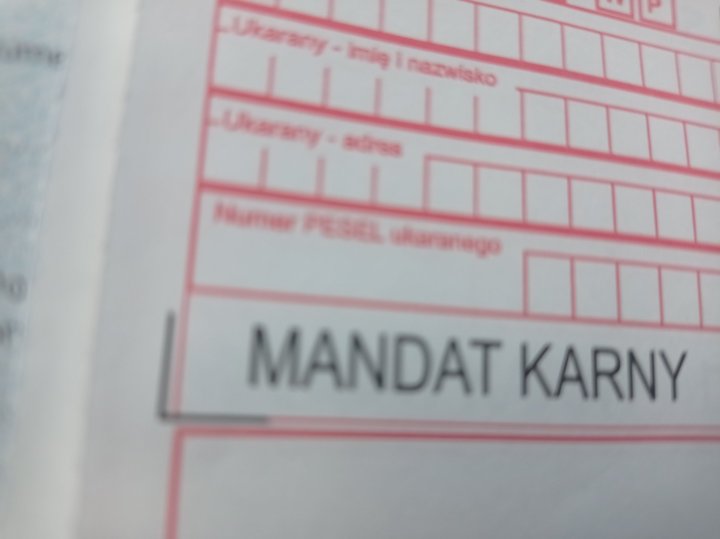 N P
Ukarany - imię i nazwisko
Ukarany - adres
Numer PESEL ukaranego
MANDAT KARNY